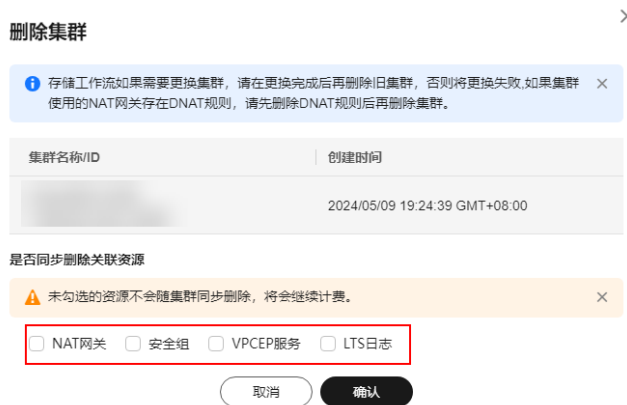 删除集群
存储工作流如果需要更换集群，请在更换完成后再删除旧集群，否则将更换失败,如果集群
使用的NAT网关存在DNAT规则，请先删除DNAT规则后再删除集群。
集群名称/ID 创建时间
2024/05/09 19:24:39 GMT+08:00
是否同步删除关联资源
未勾选的资源不会随集群同步删除，将会继续计费。
NAT网关 安全组 VPCEP服务 LTS日志
取消 确认